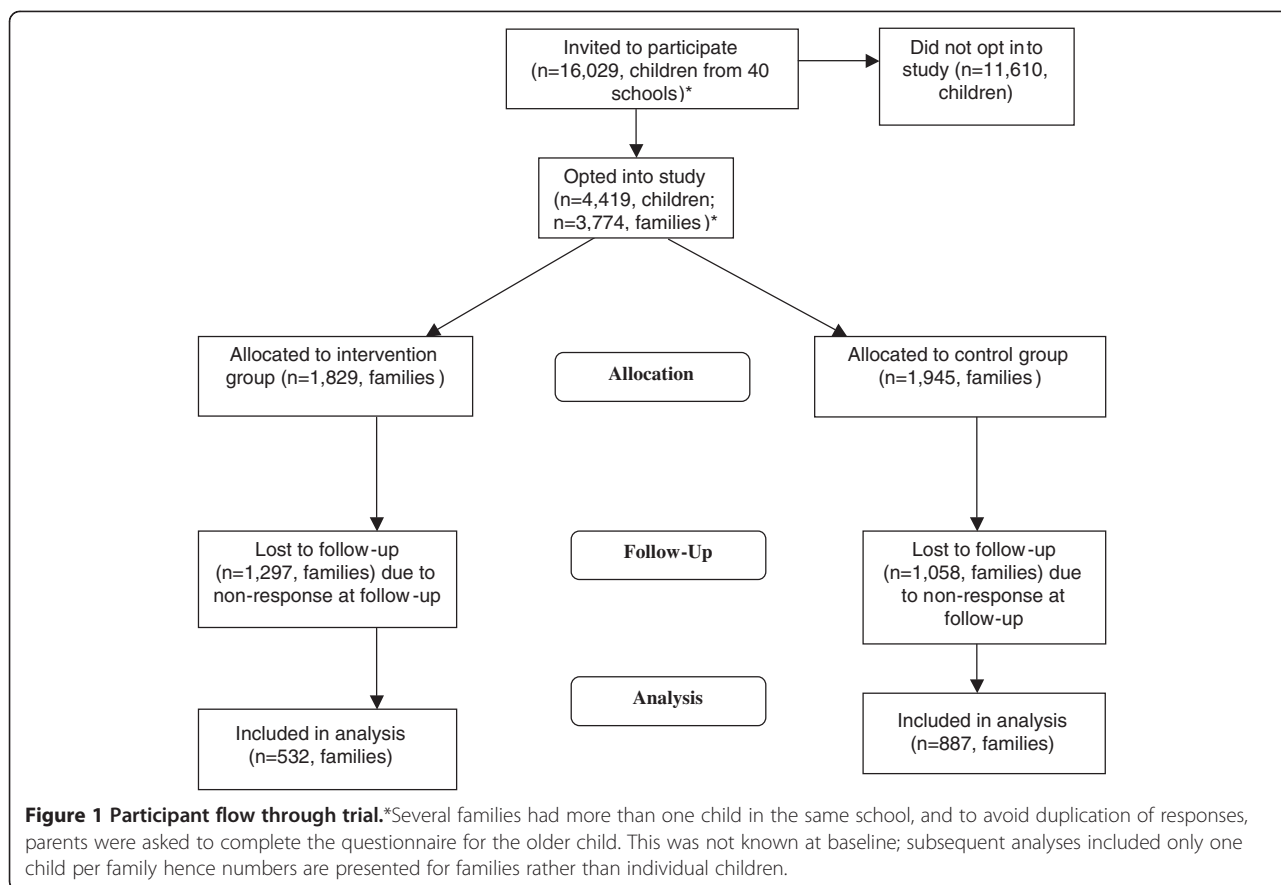 Invited to participate
(n=16,029, children from 40
schools)*
Did not opt in to
study (n=11,610,
children)
Opted into study
(n=4,419, children;
n=3,774, families)*
Allocated to intervention
group (n=1,829, families )
Allocation
Allocated to control group
(n=1,945, families )
Lost to follow-up
(n=1,297, families) due to
non-response at follow-up
Follow-Up
Lost to follow-up
(n=1,058, families) due
to non-response at
follow-up
Analysis
Included in analysis
(n=532, families)
Included in analysis
(n=887, families)
Figure 1 Participant flow through trial.*Several families had more than one child in the same school, and to avoid duplication of responses,
parents were asked to complete the questionnaire for the older child. This was not known at baseline; subsequent analyses included only one
child per family hence numbers are presented for families rather than individual children.